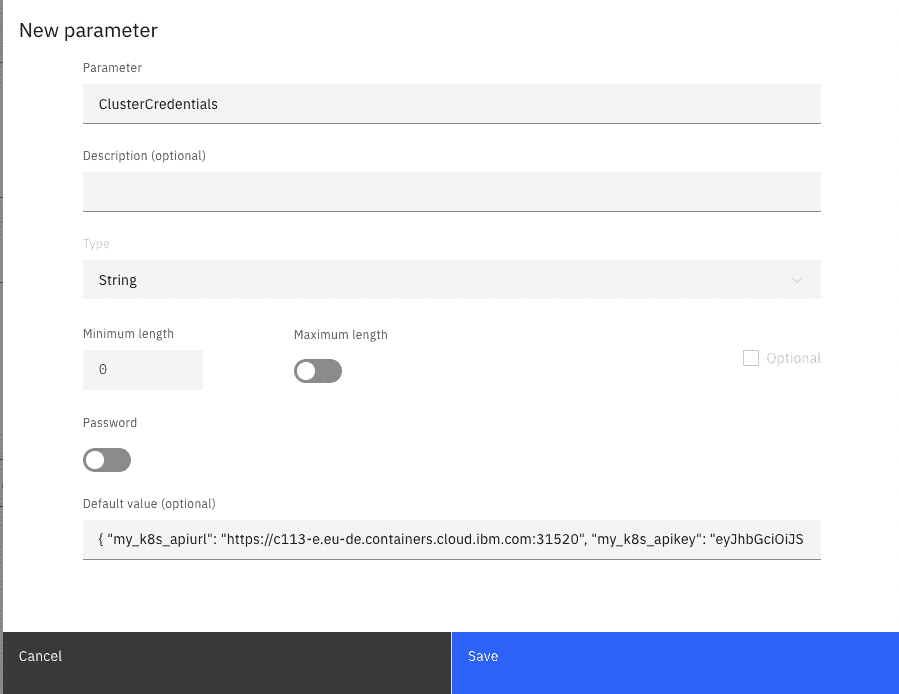 New parameter
Parameter
ClusterCredentials
Description (optional)
Type
String
Minimum length
Maximum length
0
Optional
Password
Default value (optional)
{ "my_k8s_apiurl": "https://c113-e.eu-de.containers.cloud.ibm.com:31520", "my_k8s_apikey": "eyJhbGciOiJS
Cancel
Save